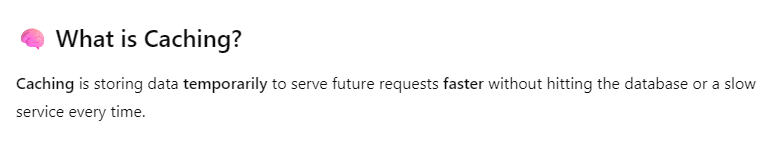 🧠 What is Caching?
Caching is storing data temporarily to serve future requests faster without hitting the database or a slow
service every time.